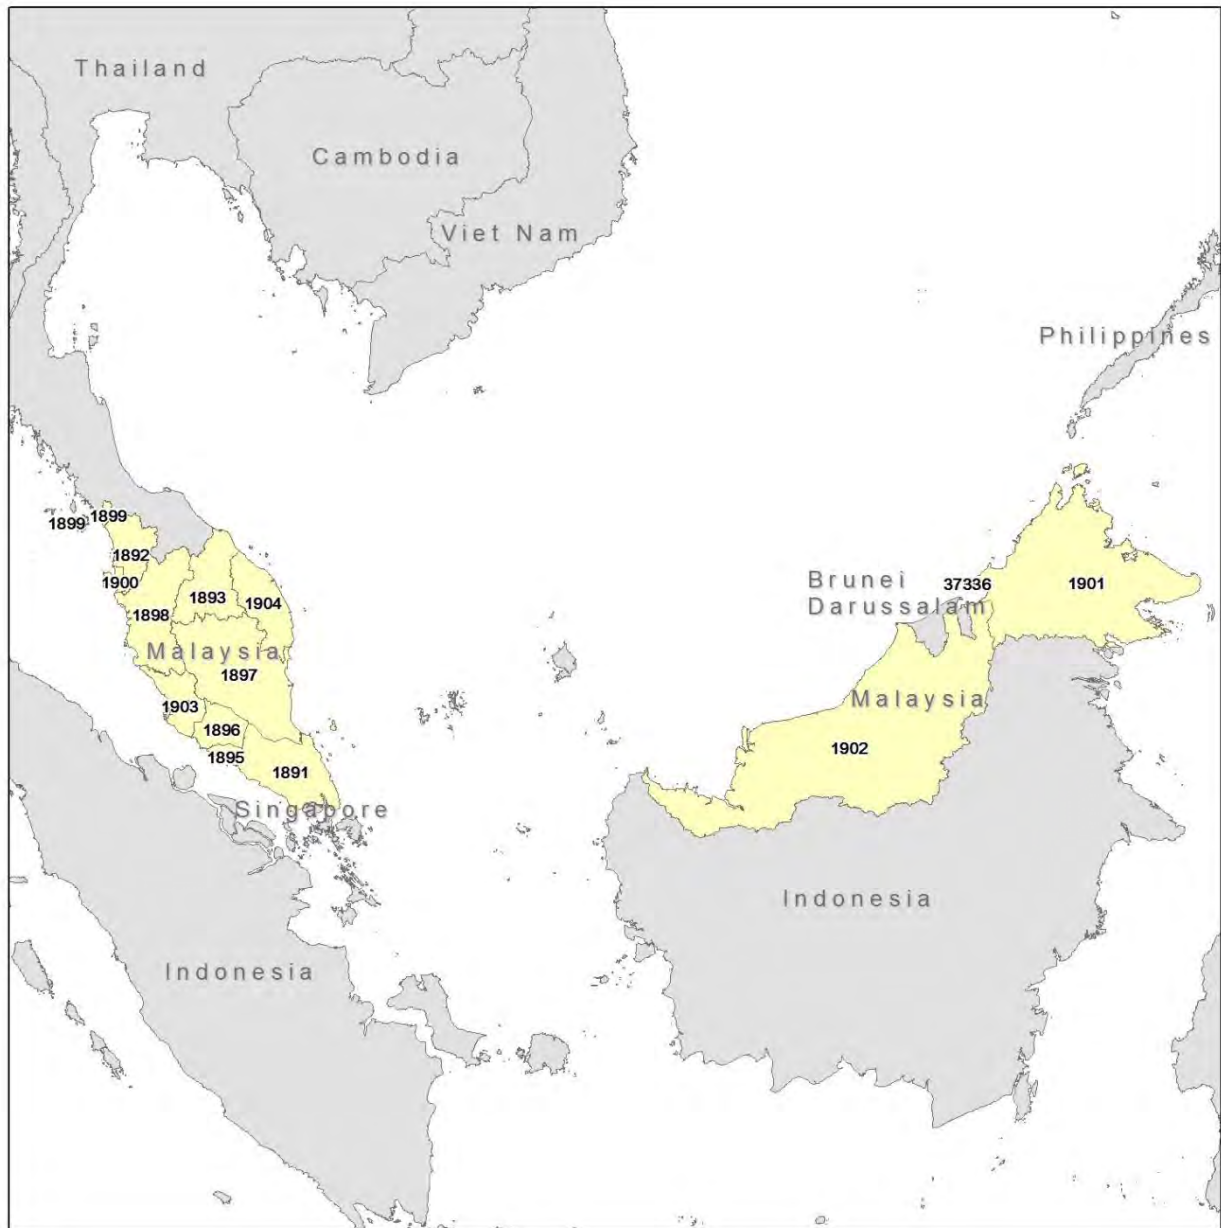 Thailand
Cambodia
Viet Nam
Philippines
1899
1899
1892
1900
1893
1904
1898
Malaysia
1897
1903
1896
1895
1891
Singapore
Brunei
Darussalam
37336
1901
Malaysia
1902
Indonesia
Indonesia